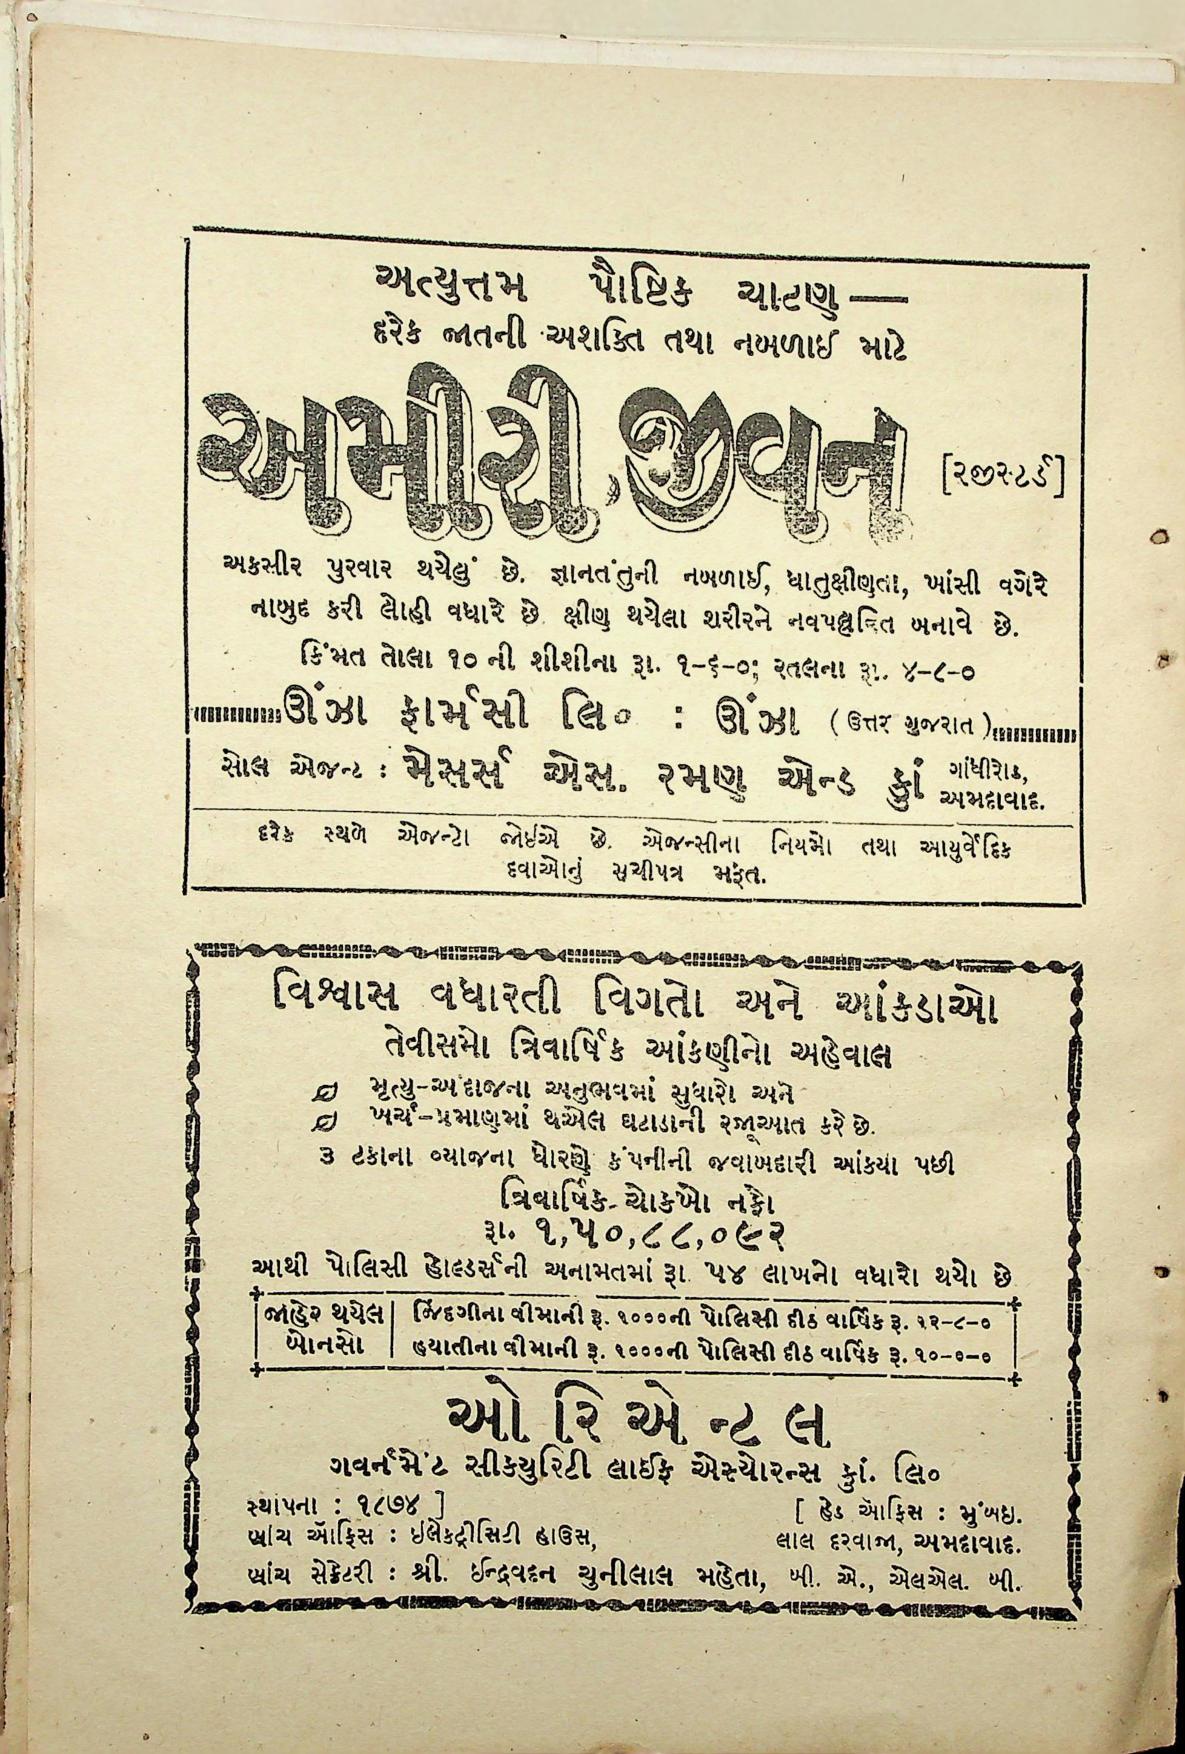 અત્યુત્તમ પૌષ્ટિક ચાટણ —
દરેક જાતની અશક્તિ તથા નબળાઈ માટે
અમીરી જીવન [રજીસ્ટર્ડ]
અકસીર પુરવાર થયેલું છે. જ્ઞાનતંતુની નબળાઈ, ધાતુક્ષીણતા, ખાંસી વગેરે
નાબુદ કરી લોહી વધારે છે ક્ષીણ થયેલા શરીરને નવપલ્લવિત બનાવે છે.
કિંમત તોલા ૧૦ ની શીશીના રૂા. ૧-૬-૦; રતલના રૂા. ૪-૮-૦
ઊંઝા ફાર્મસી લિ૦ : ઊંઝા (ઉત્તર ગુજરાત)
સોલ એજન્ટ : મેસર્સ એસ. રમણ એન્ડ કું ગાંધીરોડ, અમદાવાદ.
દરેક સ્થળે એજન્ટો જોઈએ છે. એજન્સીના નિયમો તથા આયુર્વેદિક
દવાઓનું સૂચીપત્ર મફત.
વિશ્વાસ વધારતી વિગતો અને આંકડાઓ
તેવીસમો ત્રિવાર્ષિક આંકણીનો અહેવાલ
મૃત્યુ-અંદાજના અનુભવમાં સુધારો અને
ખર્ચ-પ્રમાણમાં થએલ ઘટાડાની રજૂઆત કરે છે.
૩ ટકાના વ્યાજના ધોરણે કંપનીની જવાબદારી આંકયા પછી
ત્રિવાર્ષિક ચોકખો નફો
રૂા. ૧,૫૦,૮૮,૦૯૨
આથી પોલિસી હોલ્ડર્સની અનામતમાં રૂા ૫૪ લાખનો વધારો થયો છે
જાહેર થયેલ બોનસો
જિંદગીના વીમાની રૂ. ૧૦૦૦ની પોલિસી દીઠ વાર્ષિક રૂ. ૧૨-૮-૦
હયાતીના વીમાની રૂ. ૧૦૦૦ની પોલિસી દીઠ વાર્ષિક રૂ. ૧૦-૦-૦
ઓરિએન્ટલ
ગવર્નમેંટ સીકયુરિટી લાઈફ એસ્યોરન્સ કું. લિ૦
સ્થાપના : ૧૮૭૪ ] [ હેડ ઑફિસ : મુંબઇ.
બ્રાંચ ઑફિસ : ઇલેકટ્રીસિટી હાઉસ, લાલ દરવાજા, અમદાવાદ.
બ્રાંચ સેક્રેટરી : શ્રી. ઈન્દ્રવદન ચુનીલાલ મહેતા, બી. એ., એલએલ. બી.